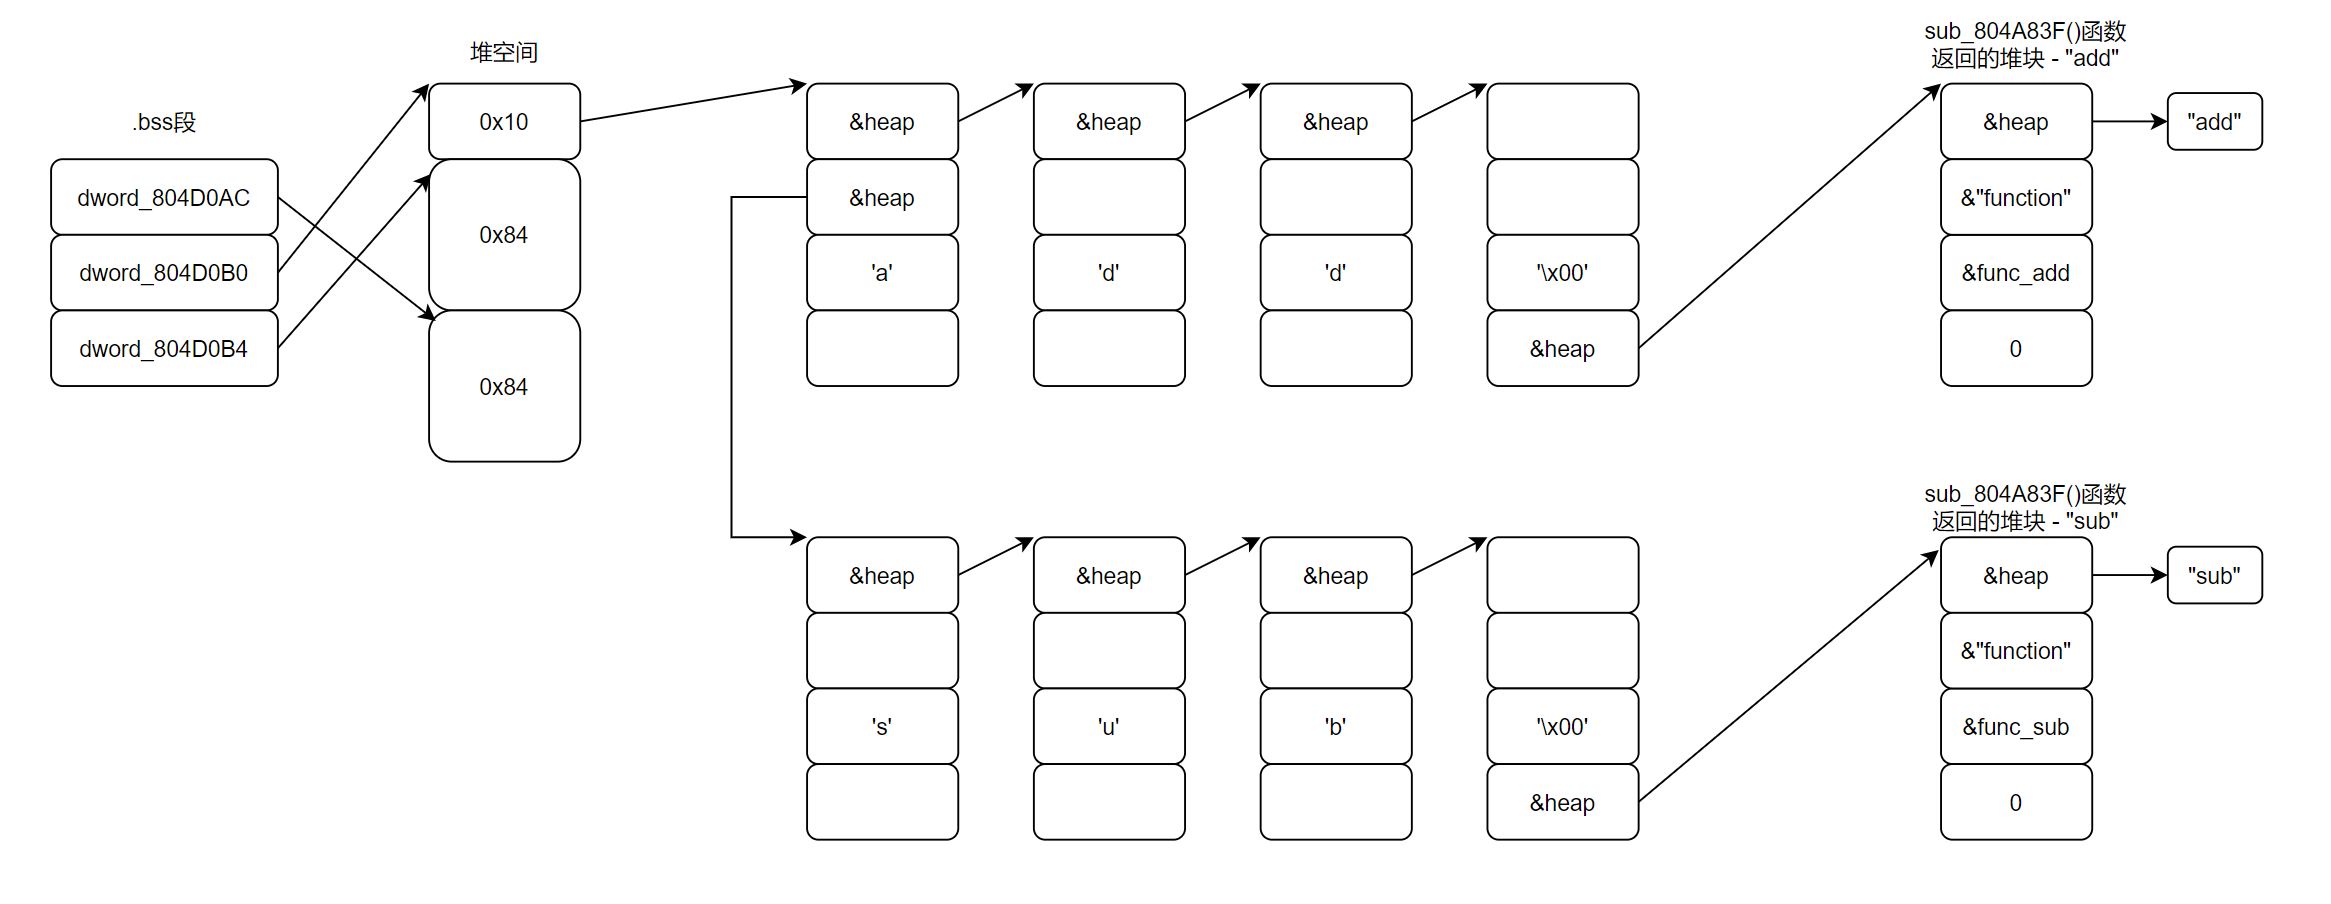 堆空间
.bss段
dword_804D0AC
dword_804D0B0
dword_804D0B4
0x10
0x84
0x84
&heap
&heap
'a'
&heap
'd'
&heap
'd'
'\x00'
&heap
sub_804A83F()函数
返回的堆块 - "add"
&heap
&"function"
&func_add
0
"add"
&heap
's'
&heap
'u'
&heap
'b'
'\x00'
&heap
sub_804A83F()函数
返回的堆块 - "sub"
&heap
&"function"
&func_sub
0
"sub"